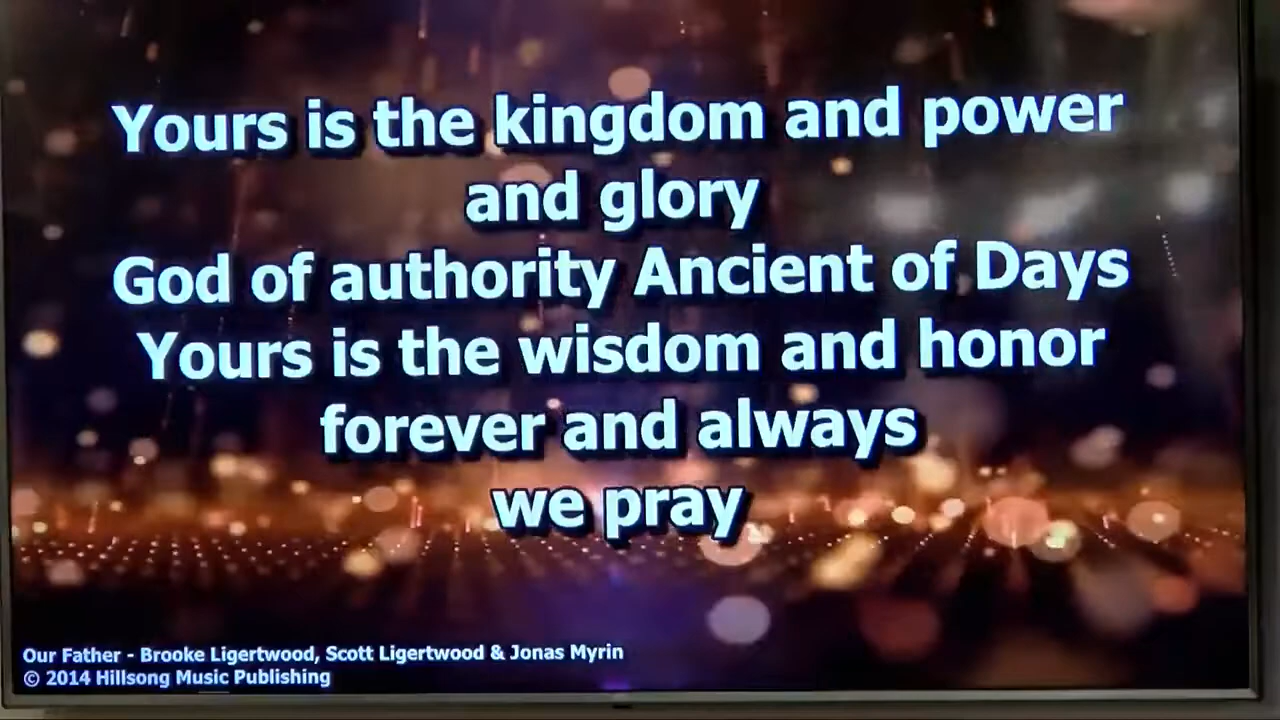 Yours is the kingdom and power
and glory
God of authority Ancient of Days
Yours is the wisdom and honor
forever and always
we pray
Our Father - Brooke Ligertwood, Scott Ligertwood & Jonas Myrin
© 2014 Hillsong Music Publishing